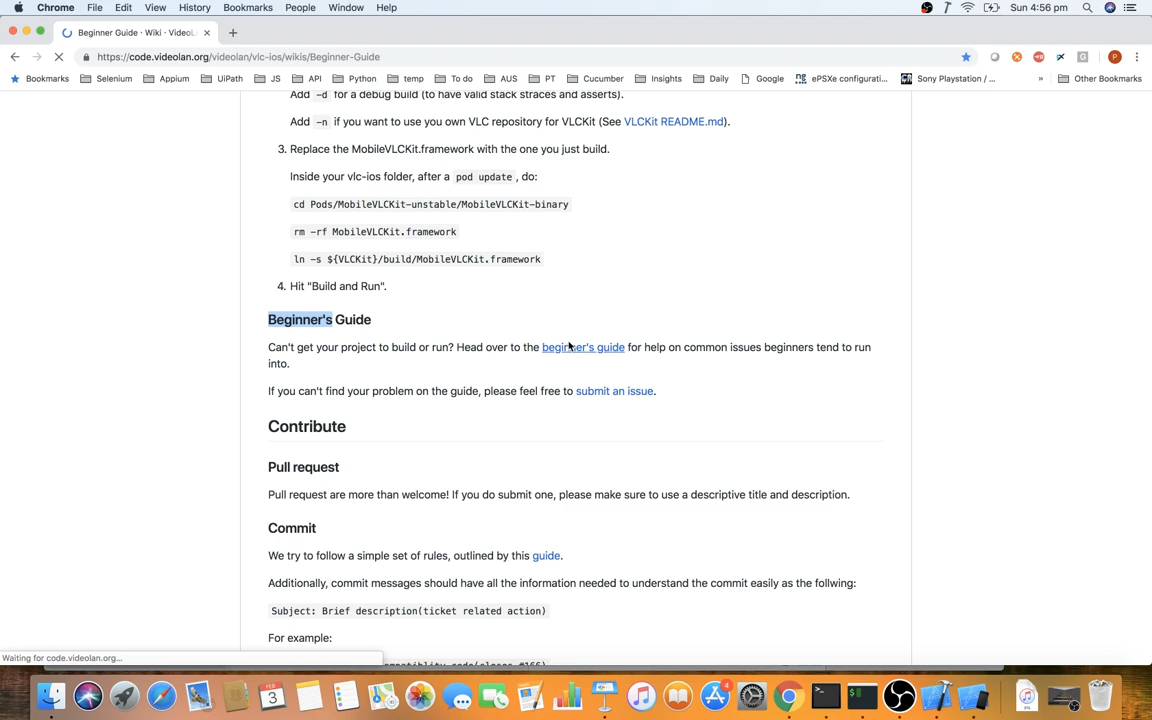 Chrome File Edit View History Bookmarks People Window Help Sun 4:56 pm
Beginner Guide · Wiki · VideoL
https://code.videolan.org/videolan/vlc-ios/wikis/Beginner-Guide
Bookmarks Selenium Appium UiPath JS API Python temp To do AUS PT Cucumber Insights Daily Google ePSXe configurati... Sony Playstation /... » Other Bookmarks
Add -d for a debug build (to have valid stack straces and asserts).
Add -n if you want to use you own VLC repository for VLCKit (See VLCKit README.md).
3. Replace the MobileVLCKit.framework with the one you just build.
Inside your vlc-ios folder, after a pod update , do:
cd Pods/MobileVLCKit-unstable/MobileVLCKit-binary
rm -rf MobileVLCKit.framework
ln -s ${VLCKit}/build/MobileVLCKit.framework
4. Hit "Build and Run".
Beginner's Guide
Can't get your project to build or run? Head over to the beginner's guide for help on common issues beginners tend to run
into.
If you can't find your problem on the guide, please feel free to submit an issue.
Contribute
Pull request
Pull request are more than welcome! If you do submit one, please make sure to use a descriptive title and description.
Commit
We try to follow a simple set of rules, outlined by this guide.
Additionally, commit messages should have all the information needed to understand the commit easily as the follwing:
Subject: Brief description(ticket related action)
For example:
Waiting for code.videolan.org...